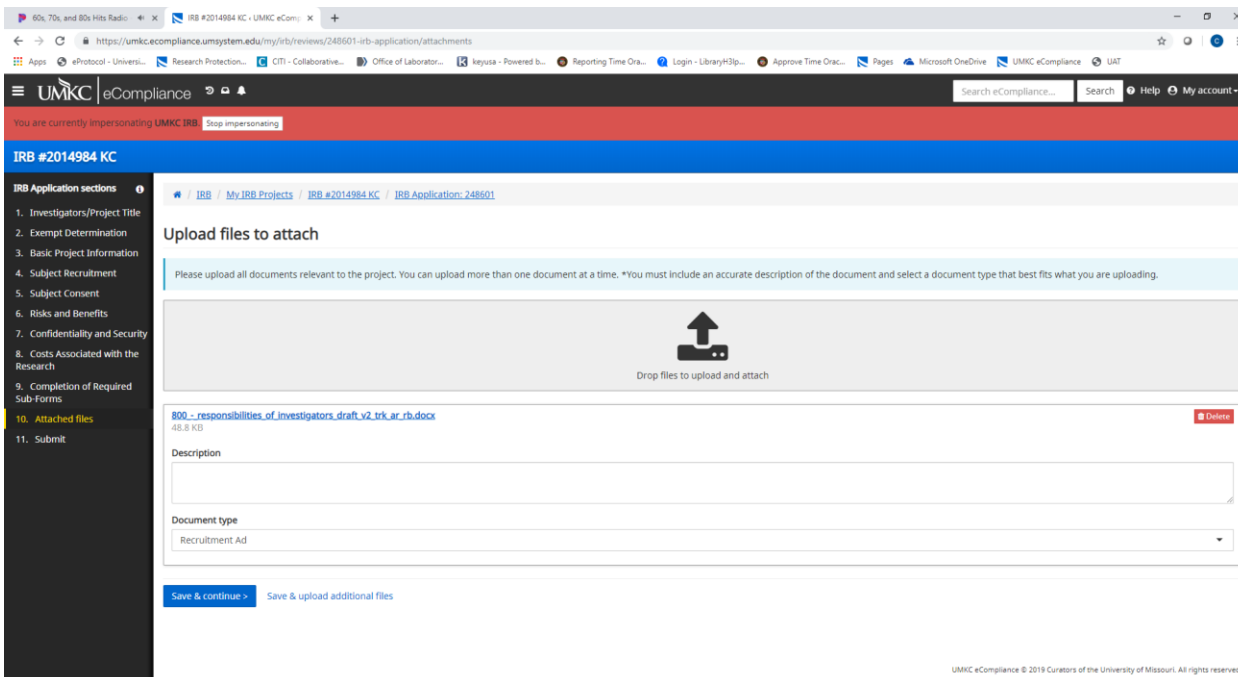 60s, 70s, and 80s Hits Radio
IRB #2014984 KC › UMKC eComp
https://umkc.ecompliance.umsystem.edu/my/irb/reviews/248601-irb-application/attachments
Apps eProtocol - Universi... Research Protection... CITI - Collaborative... Office of Laborator... keyusa - Powered b... Reporting Time Ora... Login - LibraryH3lp... Approve Time Orac... Pages Microsoft OneDrive UMKC eCompliance UAT
UMKC eCompliance Search eCompliance... Search Help My account
You are currently impersonating UMKC IRB. Stop impersonating
IRB #2014984 KC
IRB Application sections
1. Investigators/Project Title
2. Exempt Determination
3. Basic Project Information
4. Subject Recruitment
5. Subject Consent
6. Risks and Benefits
7. Confidentiality and Security
8. Costs Associated with the
Research
9. Completion of Required
Sub-Forms
10. Attached files
11. Submit
/ IRB / My IRB Projects / IRB #2014984 KC / IRB Application: 248601
Upload files to attach
Please upload all documents relevant to the project. You can upload more than one document at a time. *You must include an accurate description of the document and select a document type that best fits what you are uploading.
Drop files to upload and attach
800_-_responsibilities_of_investigators_draft_v2_trk_ar_rb.docx
Delete
48.8 KB
Description
Document type
Recruitment Ad
Save & continue > Save & upload additional files
UMKC eCompliance © 2019 Curators of the University of Missouri. All rights reserved